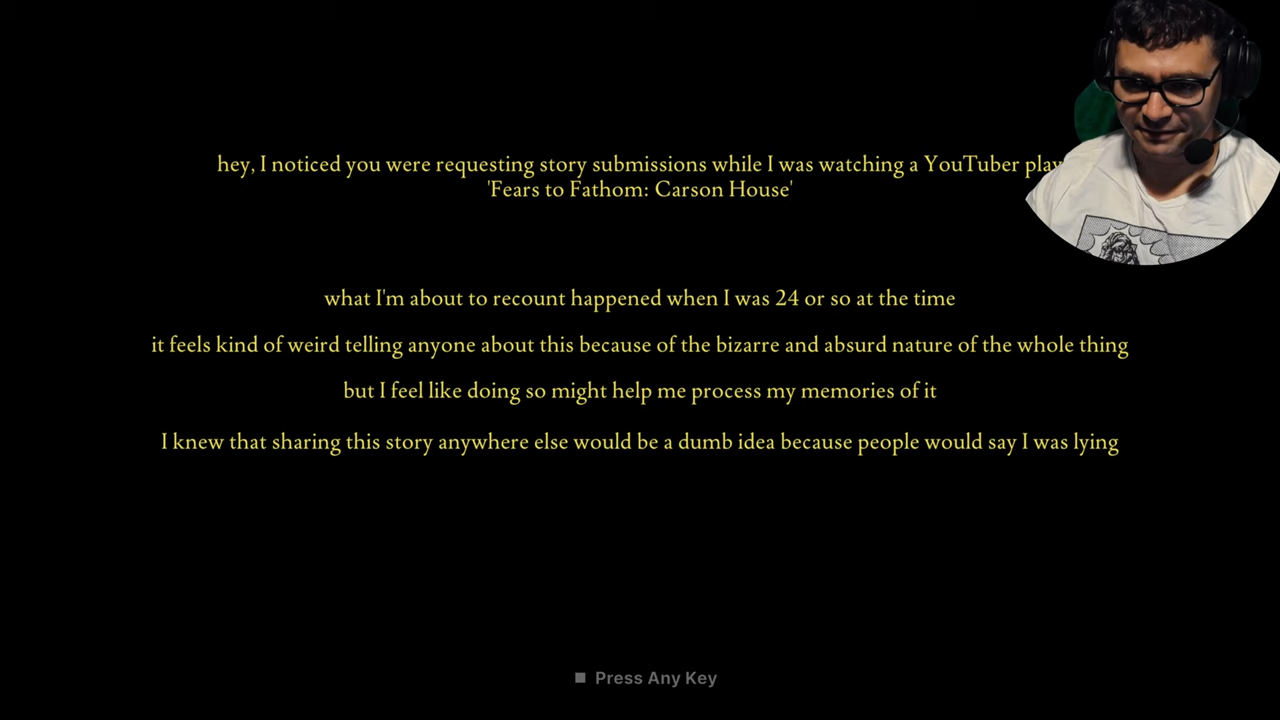 hey, I noticed you were requesting story submissions while I was watching a YouTuber play
'Fears to Fathom: Carson House'
what I'm about to recount happened when I was 24 or so at the time
it feels kind of weird telling anyone about this because of the bizarre and absurd nature of the whole thing
but I feel like doing so might help me process my memories of it
I knew that sharing this story anywhere else would be a dumb idea because people would say I was lying
Press Any Key